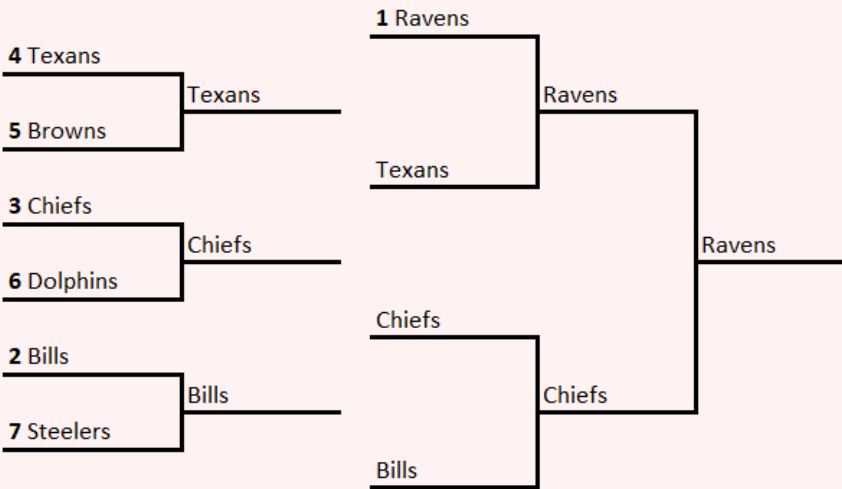 4 Texans
Texans
5 Browns
3 Chiefs
Chiefs
6 Dolphins
2 Bills
Bills
7 Steelers
1 Ravens
Ravens
Texans
Ravens
Chiefs
Chiefs
Bills